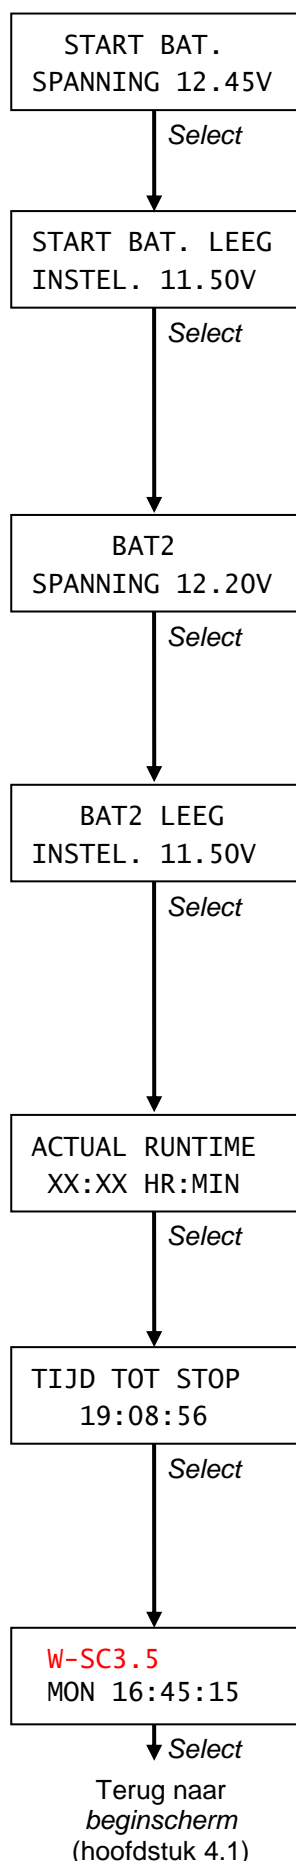 START BAT.
SPANNING 12.45V
Select
START BAT. LEEG
INSTEL. 11.50V
Select
BAT2
SPANNING 12.20V
Select
BAT2 LEEG
INSTEL. 11.50V
Select
ACTUAL RUNTIME
XX:XX HR:MIN
Select
TIJD TOT STOP
19:08:56
Select
W-SC3.5
MON 16:45:15
Select
Terug naar
beginscherm
(hoofdstuk 4.1)